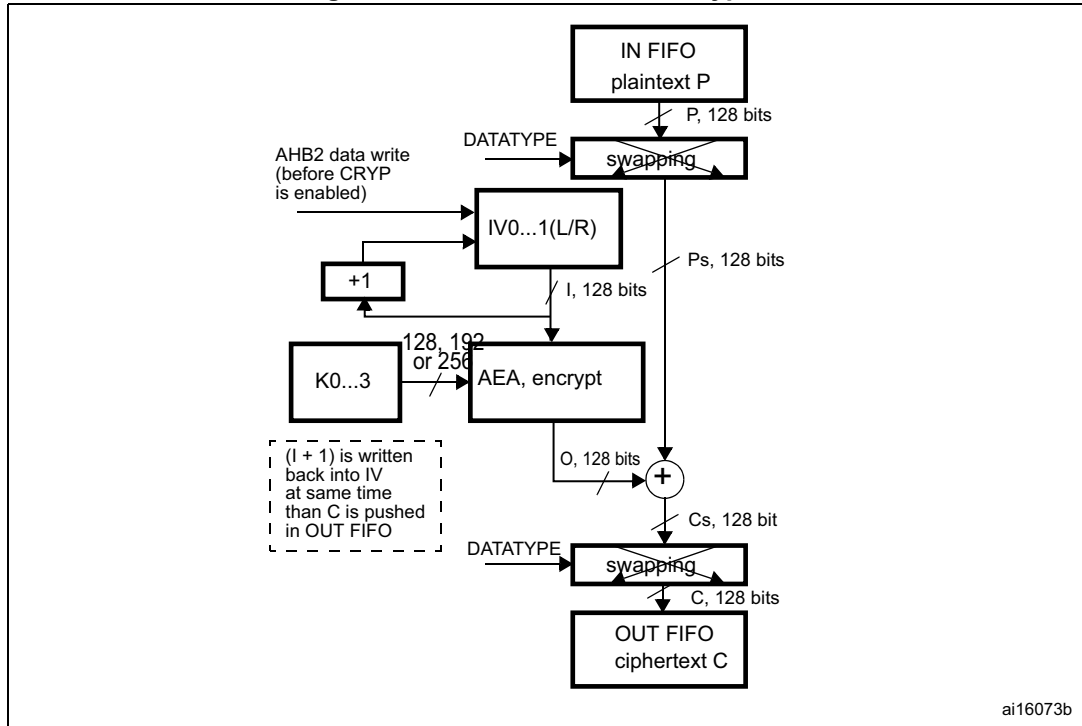 IN FIFO
plaintext P
P, 128 bits
DATATYPE
swapping
AHB2 data write
(before CRYP
is enabled)
IV0...1(L/R)
Ps, 128 bits
+1
I, 128 bits
128, 192
or 256
K0...3
AEA, encrypt
(I + 1) is written
back into IV
at same time
than C is pushed
in OUT FIFO
O, 128 bits
+
Cs, 128 bit
DATATYPE
swapping
C, 128 bits
OUT FIFO
ciphertext C
ai16073b